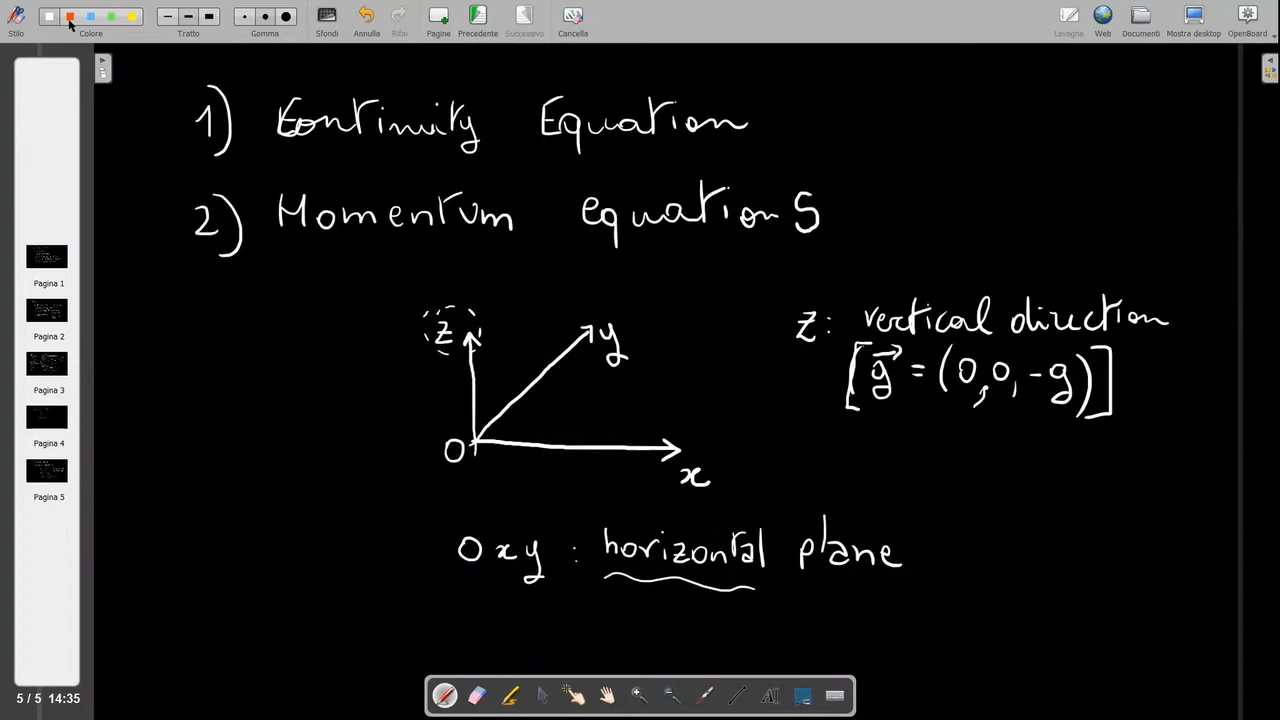 Stilo Colore Tratto Gomma Sfondi Annulla Rifai Pagine Precedente Successivo Cancella Lavagna Web Documenti Mostra desktop OpenBoard
1) Continuity Equation
2) Momentum equations
z y
z: vertical direction
[g⃗ = (0, 0, -g)]
O x
Oxy : horizontal plane
Pagina 1
Pagina 2
Pagina 3
Pagina 4
Pagina 5
5 / 5 14:35